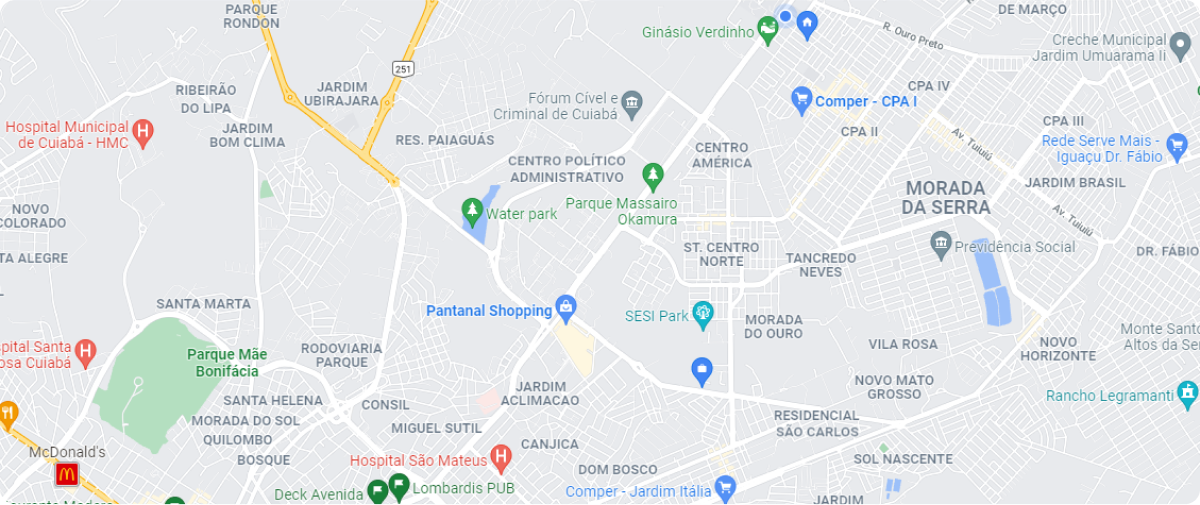 PARQUE
RONDON
DE MARÇO
Ginásio Verdinho
R. Ouro Preto
Creche Municipal
Jardim Umuarama Ii
251
RIBEIRÃO
DO LIPA
JARDIM
UBIRAJARA
CPA IV
Fórum Cível e
Criminal de Cuiabá
Comper - CPA I
Hospital Municipal
de Cuiabá - HMC
JARDIM
BOM CLIMA
RES. PAIAGUÁS
CPA II
CPA III
Av. Tuiuiú
Rede Serve Mais -
Iguaçu Dr. Fábio
CENTRO
AMÉRICA
CENTRO POLÍTICO
ADMINISTRATIVO
JARDIM BRASIL
MORADA
DA SERRA
NOVO
COLORADO
Water park
Parque Massairo
Okamura
Av. Tuiuiú
ST. CENTRO
NORTE
Previdência Social
DR. FÁBIO
TA ALEGRE
TANCREDO
NEVES
SANTA MARTA
Pantanal Shopping
SESI Park
MORADA
DO OURO
Monte Santo
Altos da Ser
spital Santa
osa Cuiabá
Parque Mãe
Bonifácia
RODOVIARIA
PARQUE
VILA ROSA
NOVO
HORIZONTE
JARDIM
ACLIMACAO
NOVO MATO
GROSSO
Rancho Legramanti
SANTA HELENA
CONSIL
MORADA DO SOL
MIGUEL SUTIL
RESIDENCIAL
SÃO CARLOS
QUILOMBO
BOSQUE
CANJICA
McDonald's
Hospital São Mateus
DOM BOSCO
SOL NASCENTE
Deck Avenida
Lombardis PUB
Comper - Jardim Itália
JARDIM